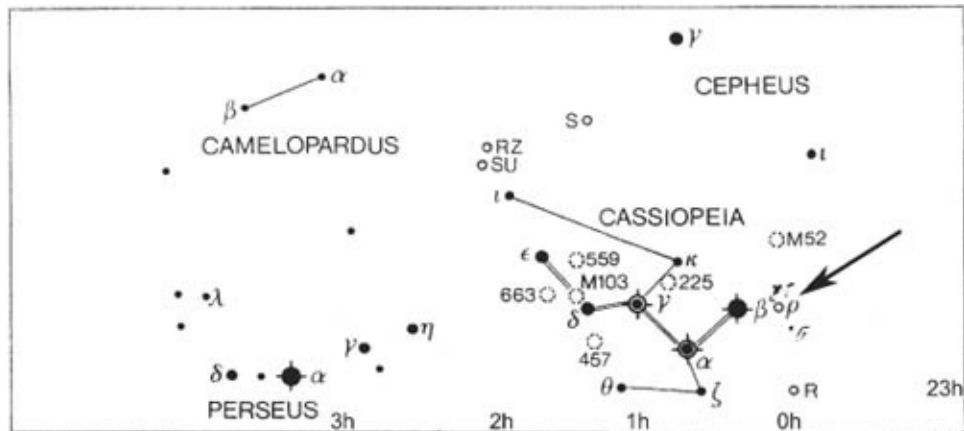 γ
α
CEPHEUS
β
S
CAMELOPARDUS
RZ
ι
SU
ι
CASSIOPEIA
M52
ϵ
559
κ
M103
225
663
γ
β
ρ
λ
δ
η
457
γ
α
δ
α
θ
ζ
R
23h
PERSEUS
3h
2h
1h
0h